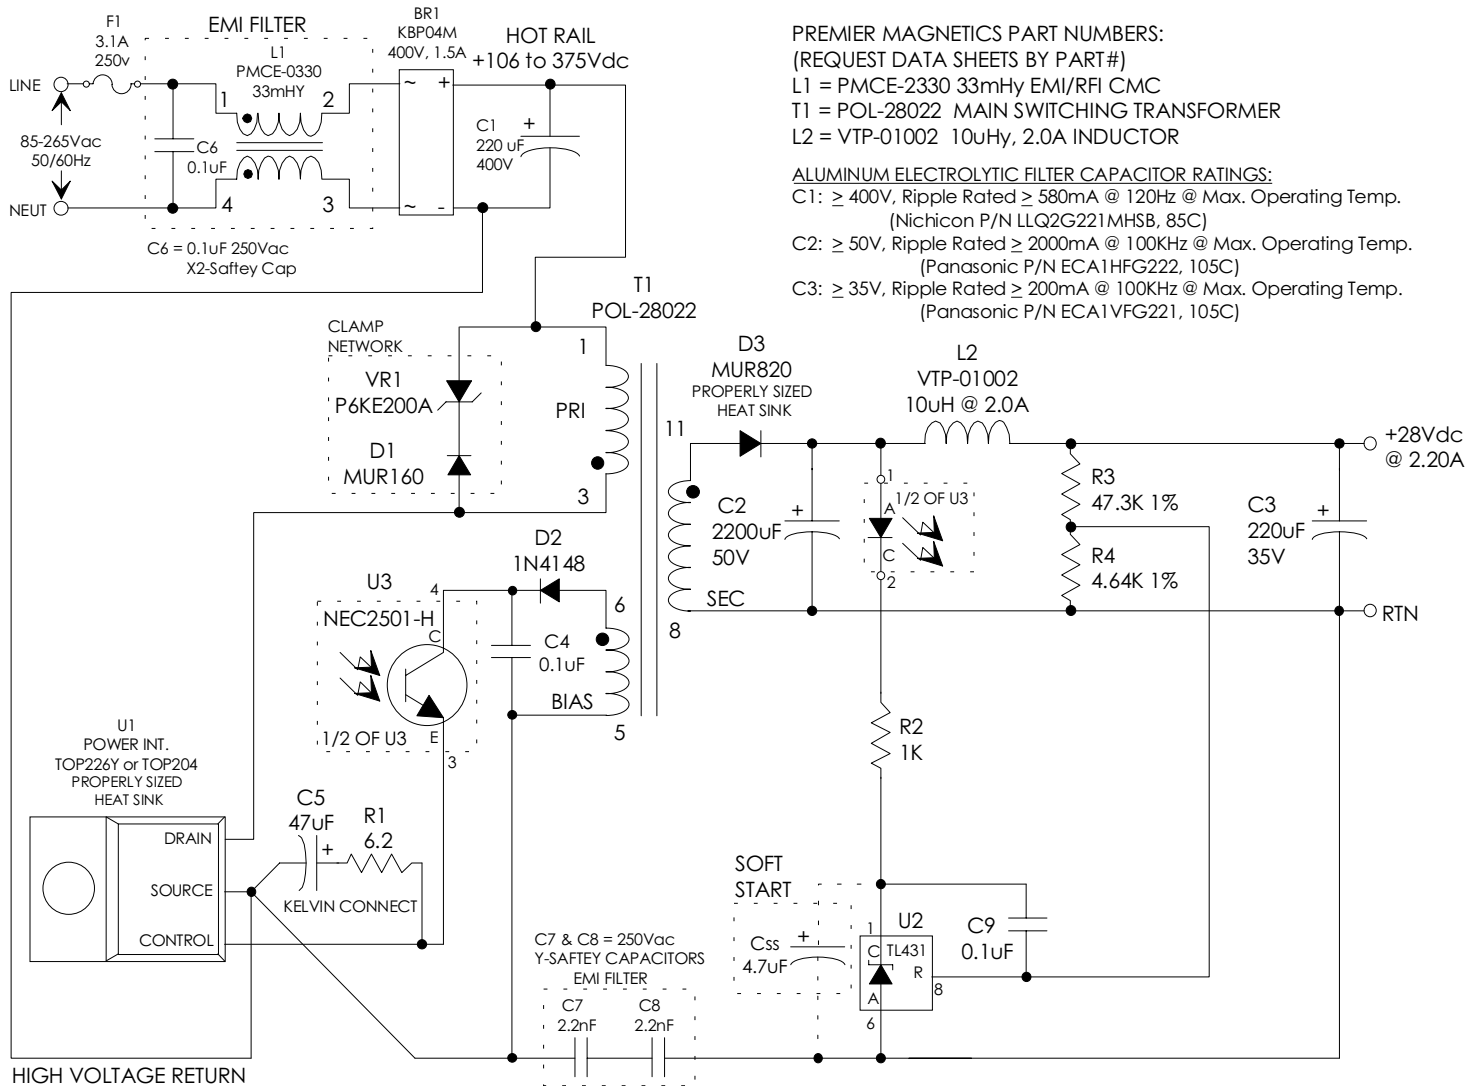 F1
3.1A
250v
EMI FILTER
L1
PMCE-0330
33mHY
BR1
KBP04M
400V, 1.5A
HOT RAIL
+106 to 375Vdc
LINE
1
2
~
+
85-265Vac
50/60Hz
C6
0.1uF
C1
220 uF
400V
+
NEUT
4
3
~
-
C6 = 0.1uF 250Vac
X2-Saftey Cap
PREMIER MAGNETICS PART NUMBERS:
(REQUEST DATA SHEETS BY PART#)
L1 = PMCE-2330 33mHy EMI/RFI CMC
T1 = POL-28022 MAIN SWITCHING TRANSFORMER
L2 = VTP-01002 10uHy, 2.0A INDUCTOR
ALUMINUM ELECTROLYTIC FILTER CAPACITOR RATINGS:
C1: ≥ 400V, Ripple Rated ≥ 580mA @ 120Hz @ Max. Operating Temp.
(Nichicon P/N LLQ2G221MHSB, 85C)
C2: ≥ 50V, Ripple Rated ≥ 2000mA @ 100KHz @ Max. Operating Temp.
(Panasonic P/N ECA1HFG222, 105C)
C3: ≥ 35V, Ripple Rated ≥ 200mA @ 100KHz @ Max. Operating Temp.
(Panasonic P/N ECA1VFG221, 105C)
T1
POL-28022
CLAMP
NETWORK
VR1
P6KE200A
D1
MUR160
1
PRI
3
11
SEC
8
D3
MUR820
PROPERLY SIZED
HEAT SINK
L2
VTP-01002
10uH @ 2.0A
+28Vdc
@ 2.20A
C2
2200uF
50V
+
1
1/2 OF U3
A
C
2
R3
47.3K 1%
R4
4.64K 1%
C3
220uF
35V
+
RTN
D2
1N4148
U3
NEC2501-H
4
C
E
3
1/2 OF U3
C4
0.1uF
6
BIAS
5
R2
1K
U1
POWER INT.
TOP226Y or TOP204
PROPERLY SIZED
HEAT SINK
DRAIN
SOURCE
CONTROL
C5
47uF
+
R1
6.2
KELVIN CONNECT
SOFT
START
Css
4.7uF
+
1
U2
C
TL431
R
A
8
6
C9
0.1uF
C7 & C8 = 250Vac
Y-SAFTEY CAPACITORS
EMI FILTER
C7
2.2nF
C8
2.2nF
HIGH VOLTAGE RETURN